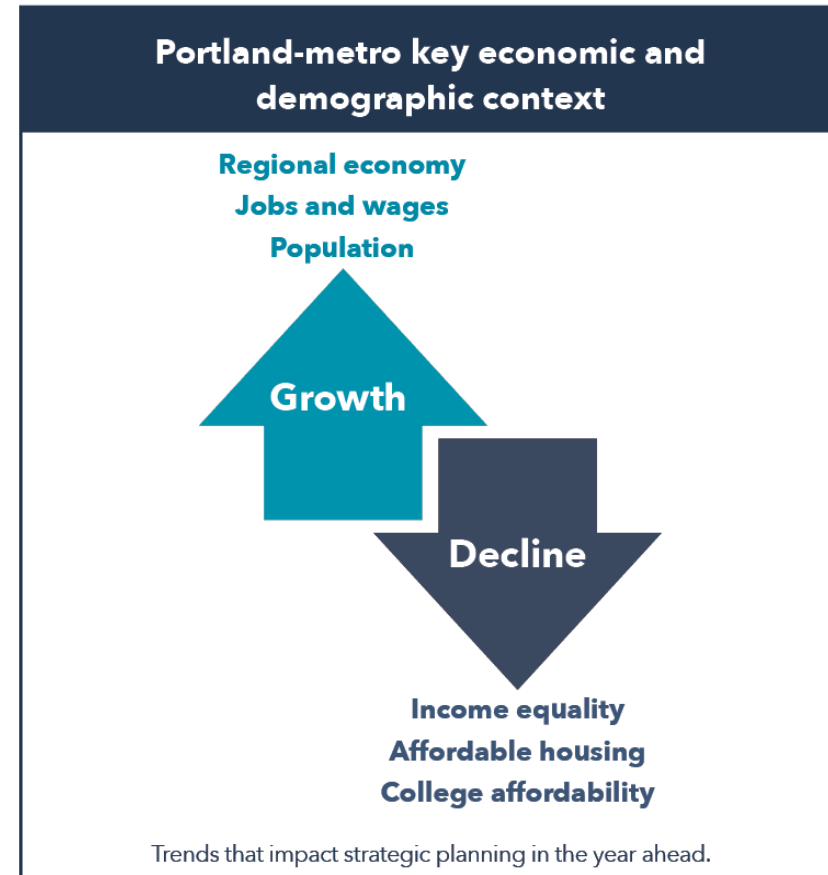 Portland-metro key economic and
demographic context
Regional economy
Jobs and wages
Population
Growth
Decline
Income equality
Affordable housing
College affordability
Trends that impact strategic planning in the year ahead.